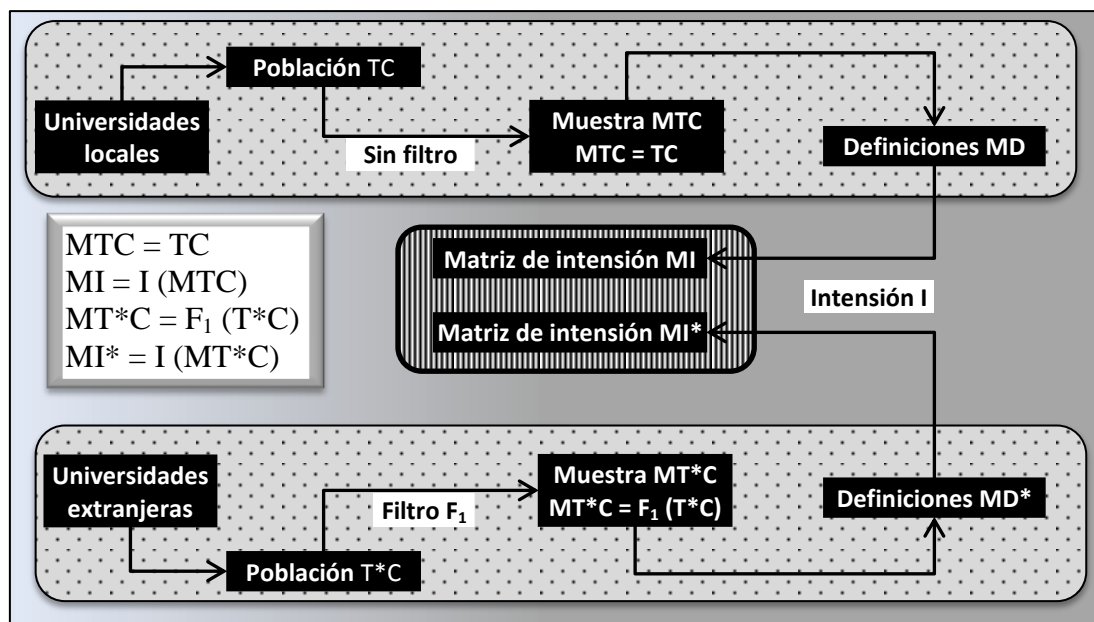 Población TC
Universidades
locales
Sin filtro
Muestra MTC
MTC = TC
Definiciones MD
MTC = TC
MI = I (MTC)
MT*C = F₁ (T*C)
MI* = I (MT*C)
Matriz de intensión MI
Matriz de intensión MI*
Intensión I
Universidades
extranjeras
Filtro F₁
Muestra MT*C
MT*C = F₁ (T*C)
Definiciones MD*
Población T*C